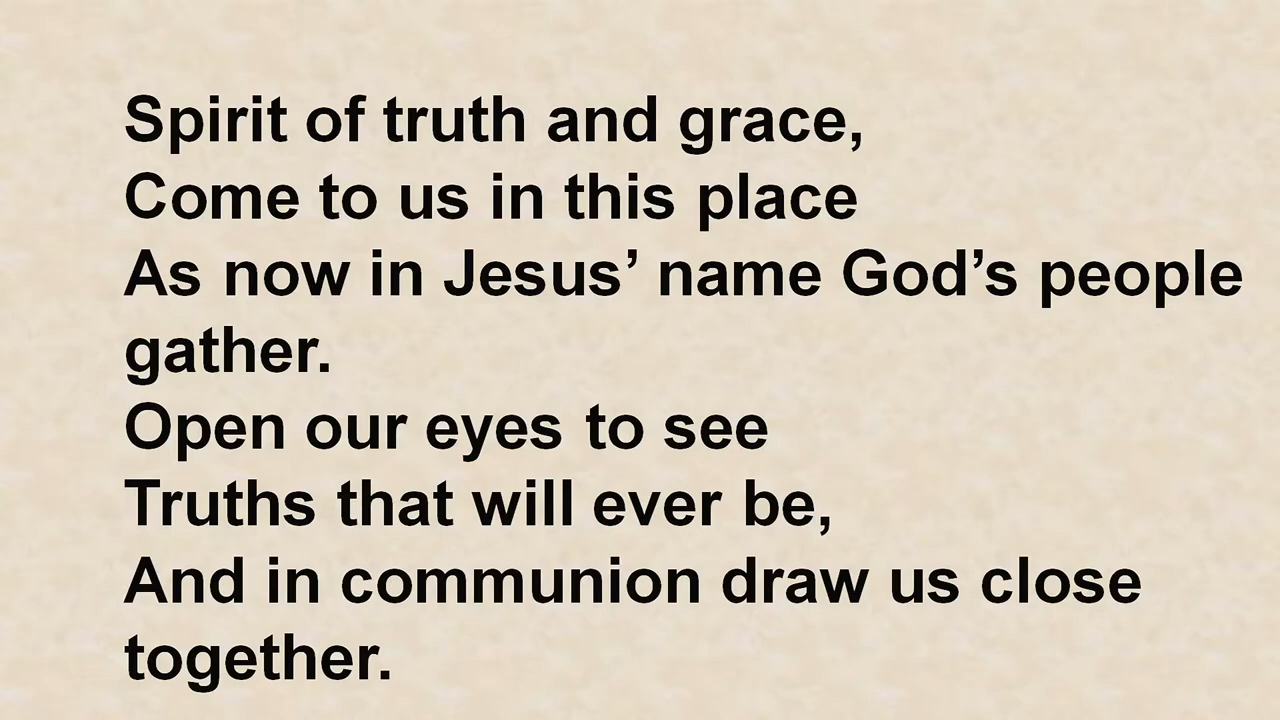 Spirit of truth and grace,
Come to us in this place
As now in Jesus’ name God’s people
gather.
Open our eyes to see
Truths that will ever be,
And in communion draw us close
together.